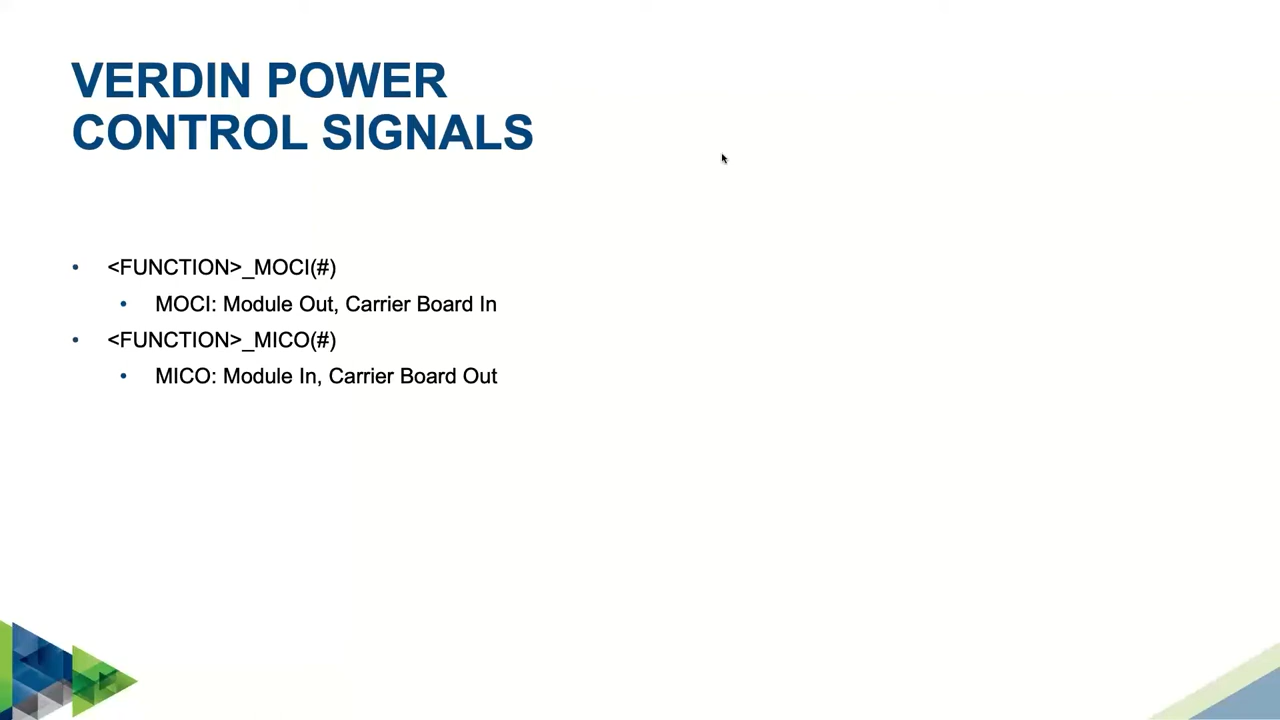 VERDIN POWER
CONTROL SIGNALS
• <FUNCTION>_MOCI(#)
• MOCI: Module Out, Carrier Board In
• <FUNCTION>_MICO(#)
• MICO: Module In, Carrier Board Out